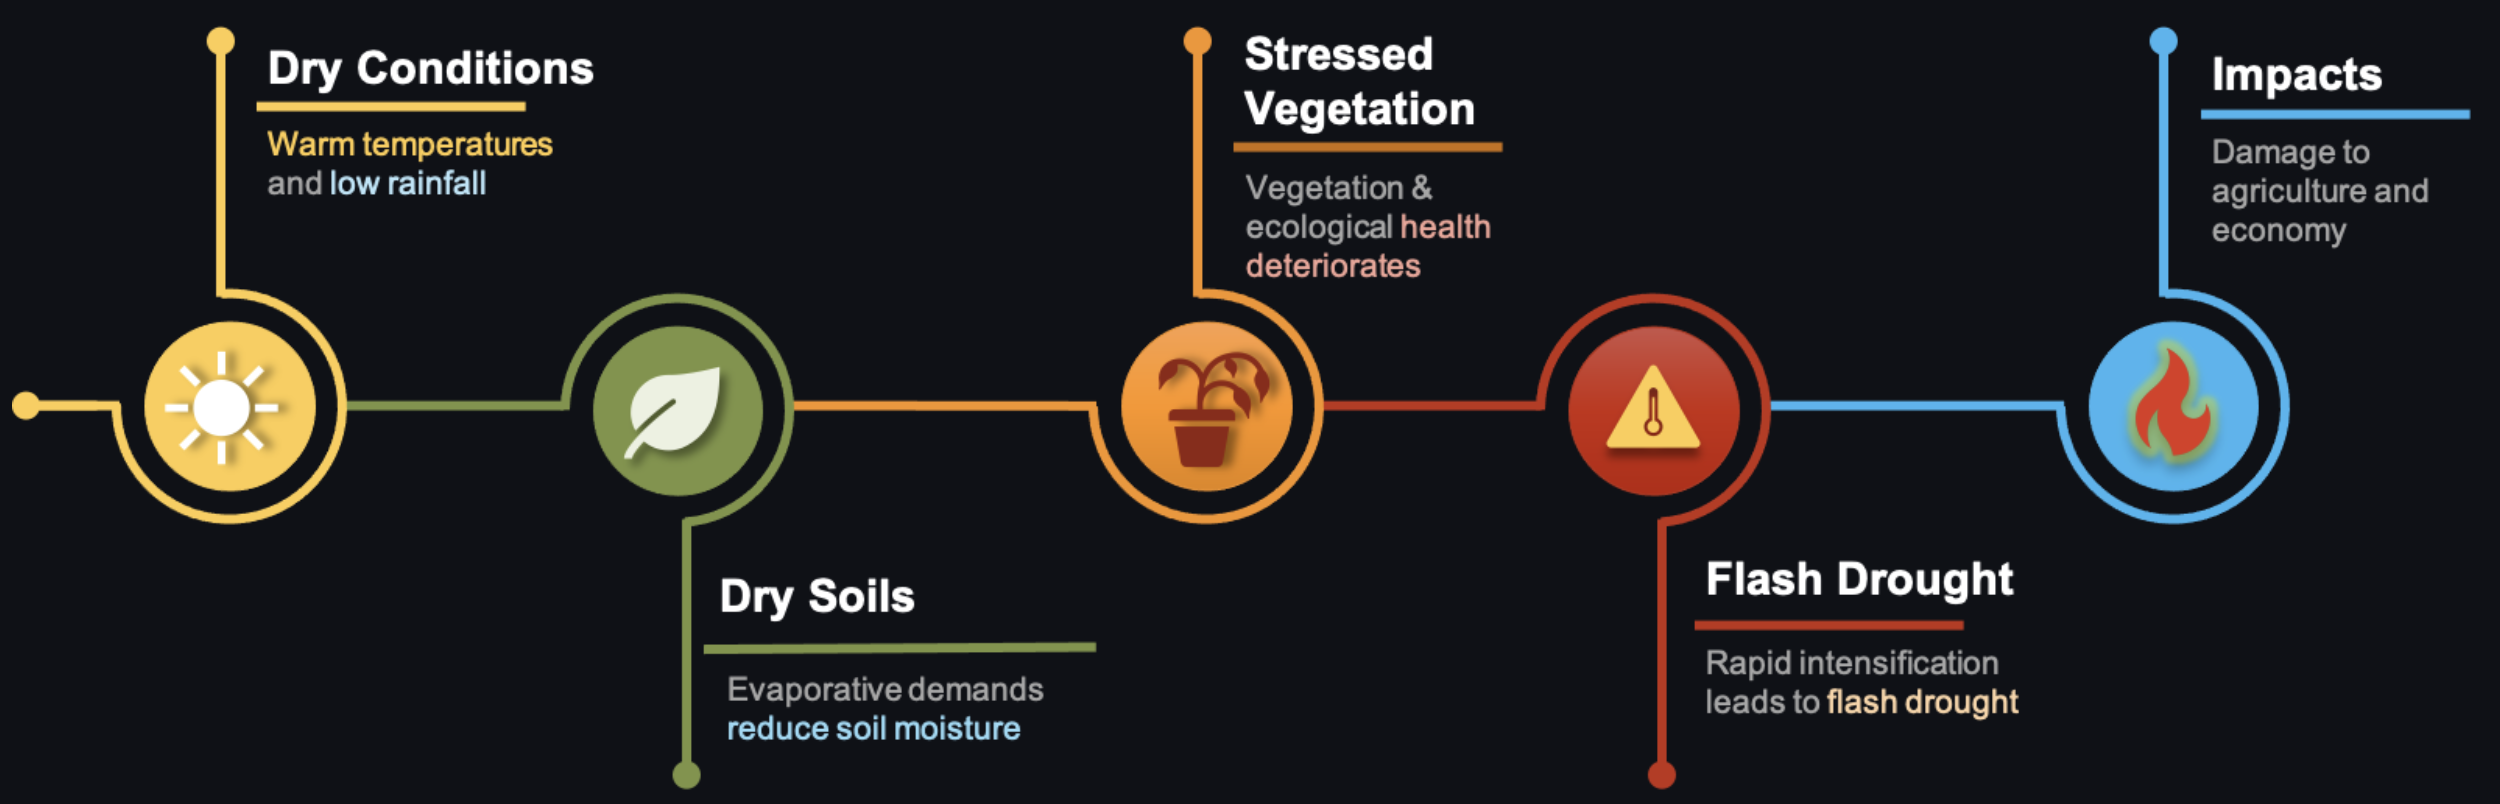 Dry Conditions
Warm temperatures
and low rainfall
Dry Soils
Evaporative demands
reduce soil moisture
Stressed
Vegetation
Vegetation &
ecological health
deteriorates
Flash Drought
Rapid intensification
leads to flash drought
Impacts
Damage to
agriculture and
economy